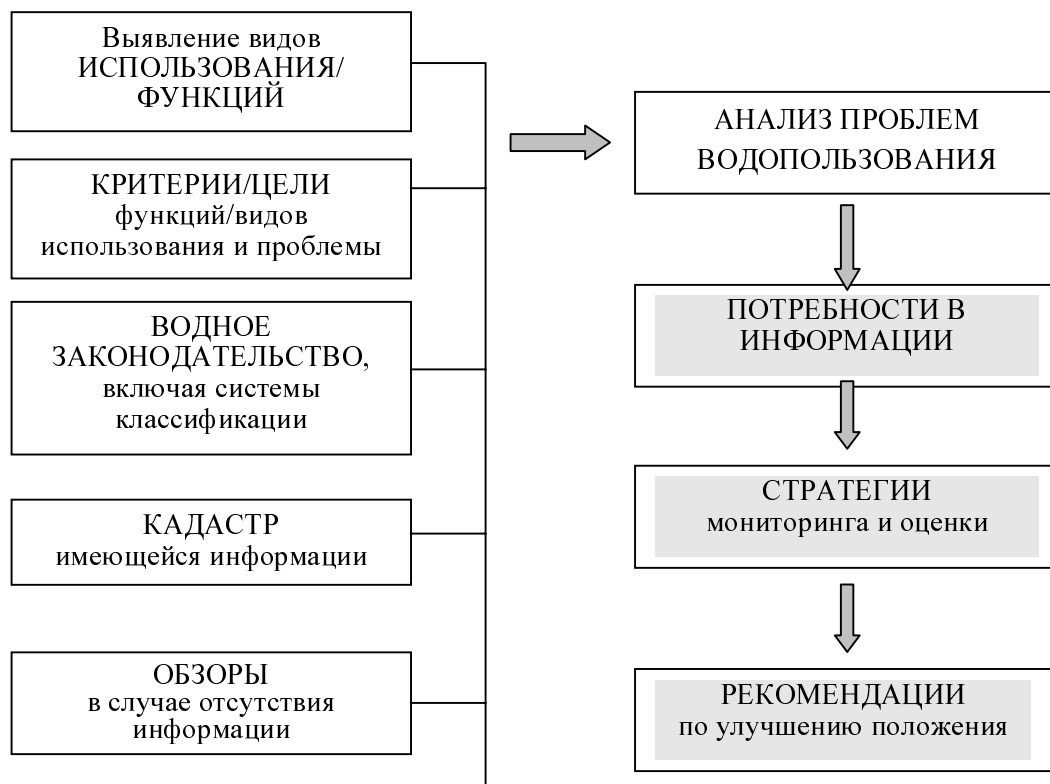 Выявление видов
ИСПОЛЬЗОВАНИЯ/
ФУНКЦИЙ
КРИТЕРИИ/ЦЕЛИ
функций/видов
использования и проблемы
ВОДНОЕ
ЗАКОНОДАТЕЛЬСТВО,
включая системы
классификации
КАДАСТР
имеющейся информации
ОБЗОРЫ
в случае отсутствия
информации
АНАЛИЗ ПРОБЛЕМ
ВОДОПОЛЬЗОВАНИЯ
ПОТРЕБНОСТИ В
ИНФОРМАЦИИ
СТРАТЕГИИ
мониторинга и оценки
РЕКОМЕНДАЦИИ
по улучшению положения